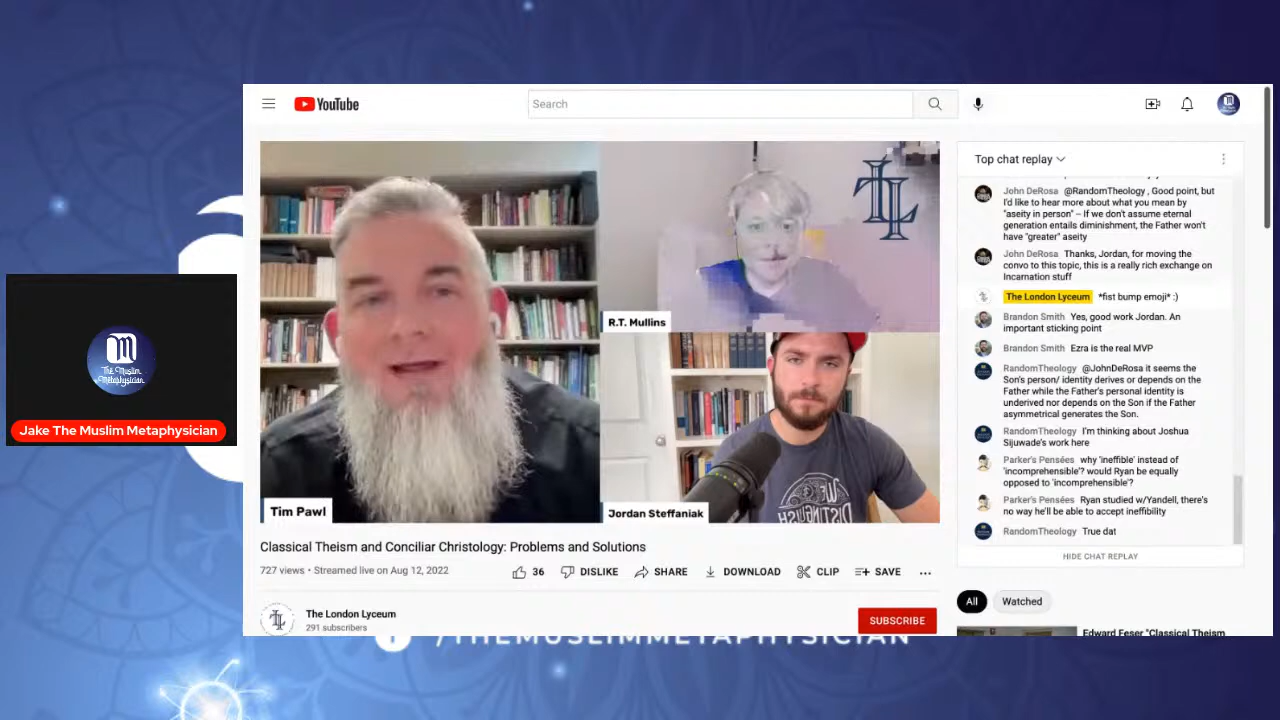 YouTube
Search
Top chat replay
John DeRosa @RandomTheology , Good point, but
I'd like to hear more about what you mean by
"aseity in person" – If we don't assume eternal
generation entails diminishment, the Father won't
have "greater" aseity
John DeRosa Thanks, Jordan, for moving the
convo to this topic, this is a really rich exchange on
Incarnation stuff
The London Lyceum *fist bump emoji* :)
Brandon Smith Yes, good work Jordan. An
important sticking point
Brandon Smith Ezra is the real MVP
RandomTheology @JohnDeRosa it seems the
Son's person/ identity derives or depends on the
Father while the Father's personal identity is
underived nor depends on the Son if the Father
asymmetrical generates the Son.
RandomTheology I'm thinking about Joshua
Sijuwade's work here
Parker's Pensées why 'ineffible' instead of
'incomprehensible'? would Ryan be equally
opposed to 'incomprehensible'?
Parker's Pensées Ryan studied w/Yandell, there's
no way he'll be able to accept ineffibility
RandomTheology True dat
HIDE CHAT REPLAY
TL
R.T. Mullins
Tim Pawl
Jordan Steffaniak
WE
DISTINGUISH
The Muslim
Metaphysician
Jake The Muslim Metaphysician
Classical Theism and Conciliar Christology: Problems and Solutions
727 views • Streamed live on Aug 12, 2022
36
DISLIKE
SHARE
DOWNLOAD
CLIP
SAVE
The London Lyceum
291 subscribers
SUBSCRIBE
All
Watched
Edward Feser "Classical Theism
/THEMUSLIMMETAPHYSICIAN